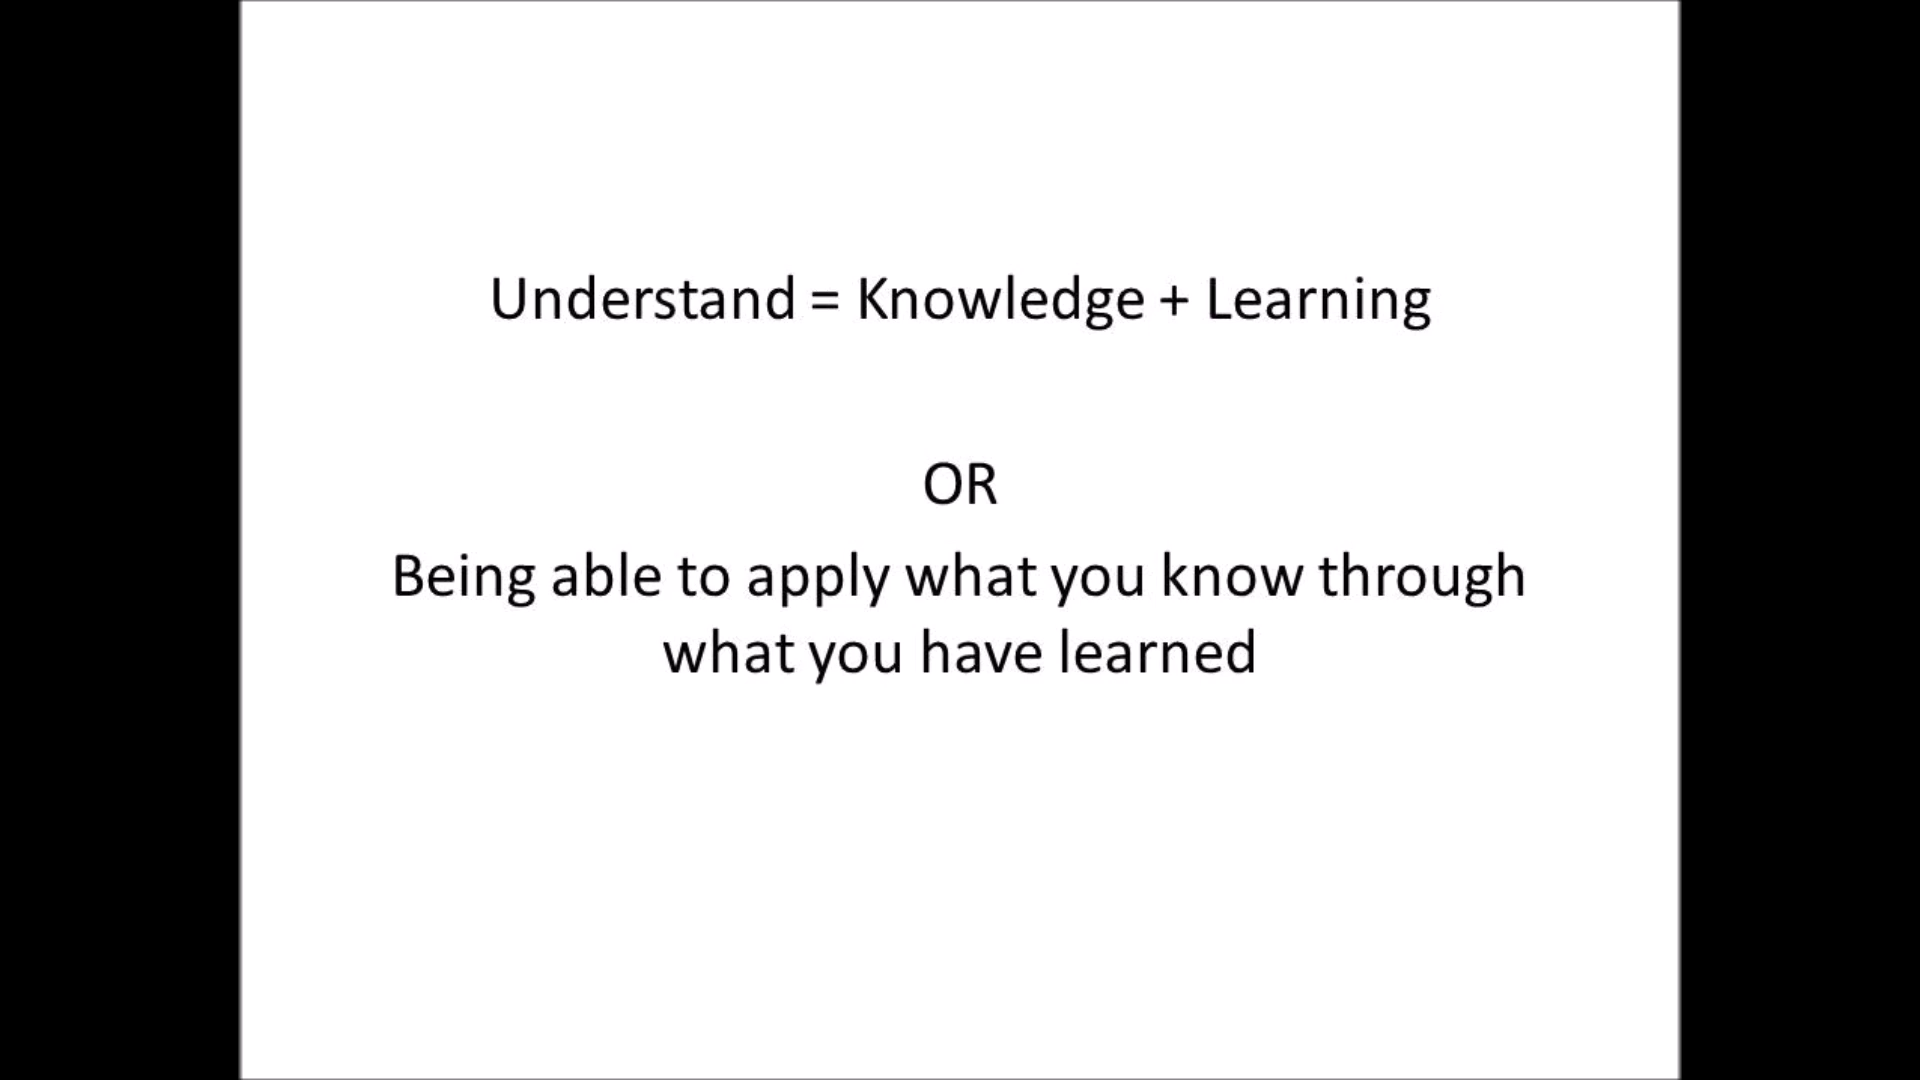 Understand = Knowledge + Learning
OR
Being able to apply what you know through
what you have learned